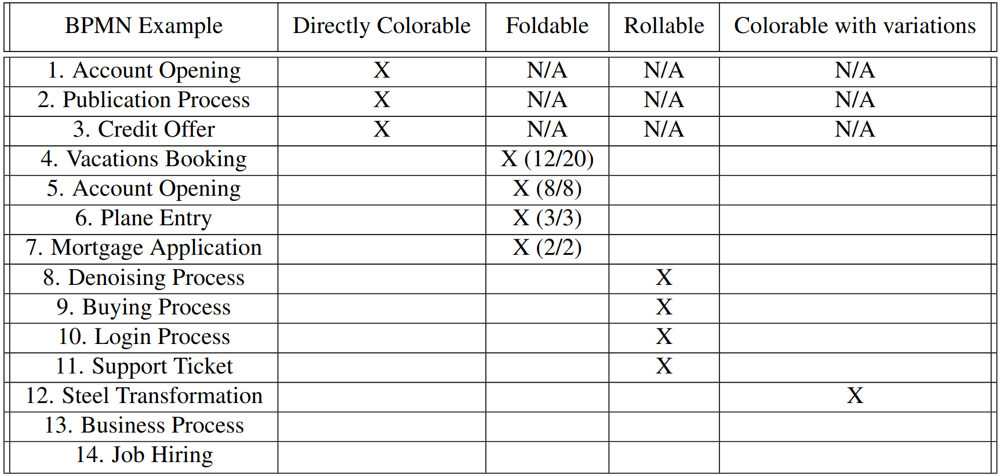 BPMN Example Directly Colorable Foldable Rollable Colorable with variations
1. Account Opening X N/A N/A N/A
2. Publication Process X N/A N/A N/A
3. Credit Offer X N/A N/A N/A
4. Vacations Booking X (12/20)
5. Account Opening X (8/8)
6. Plane Entry X (3/3)
7. Mortgage Application X (2/2)
8. Denoising Process X
9. Buying Process X
10. Login Process X
11. Support Ticket X
12. Steel Transformation X
13. Business Process
14. Job Hiring